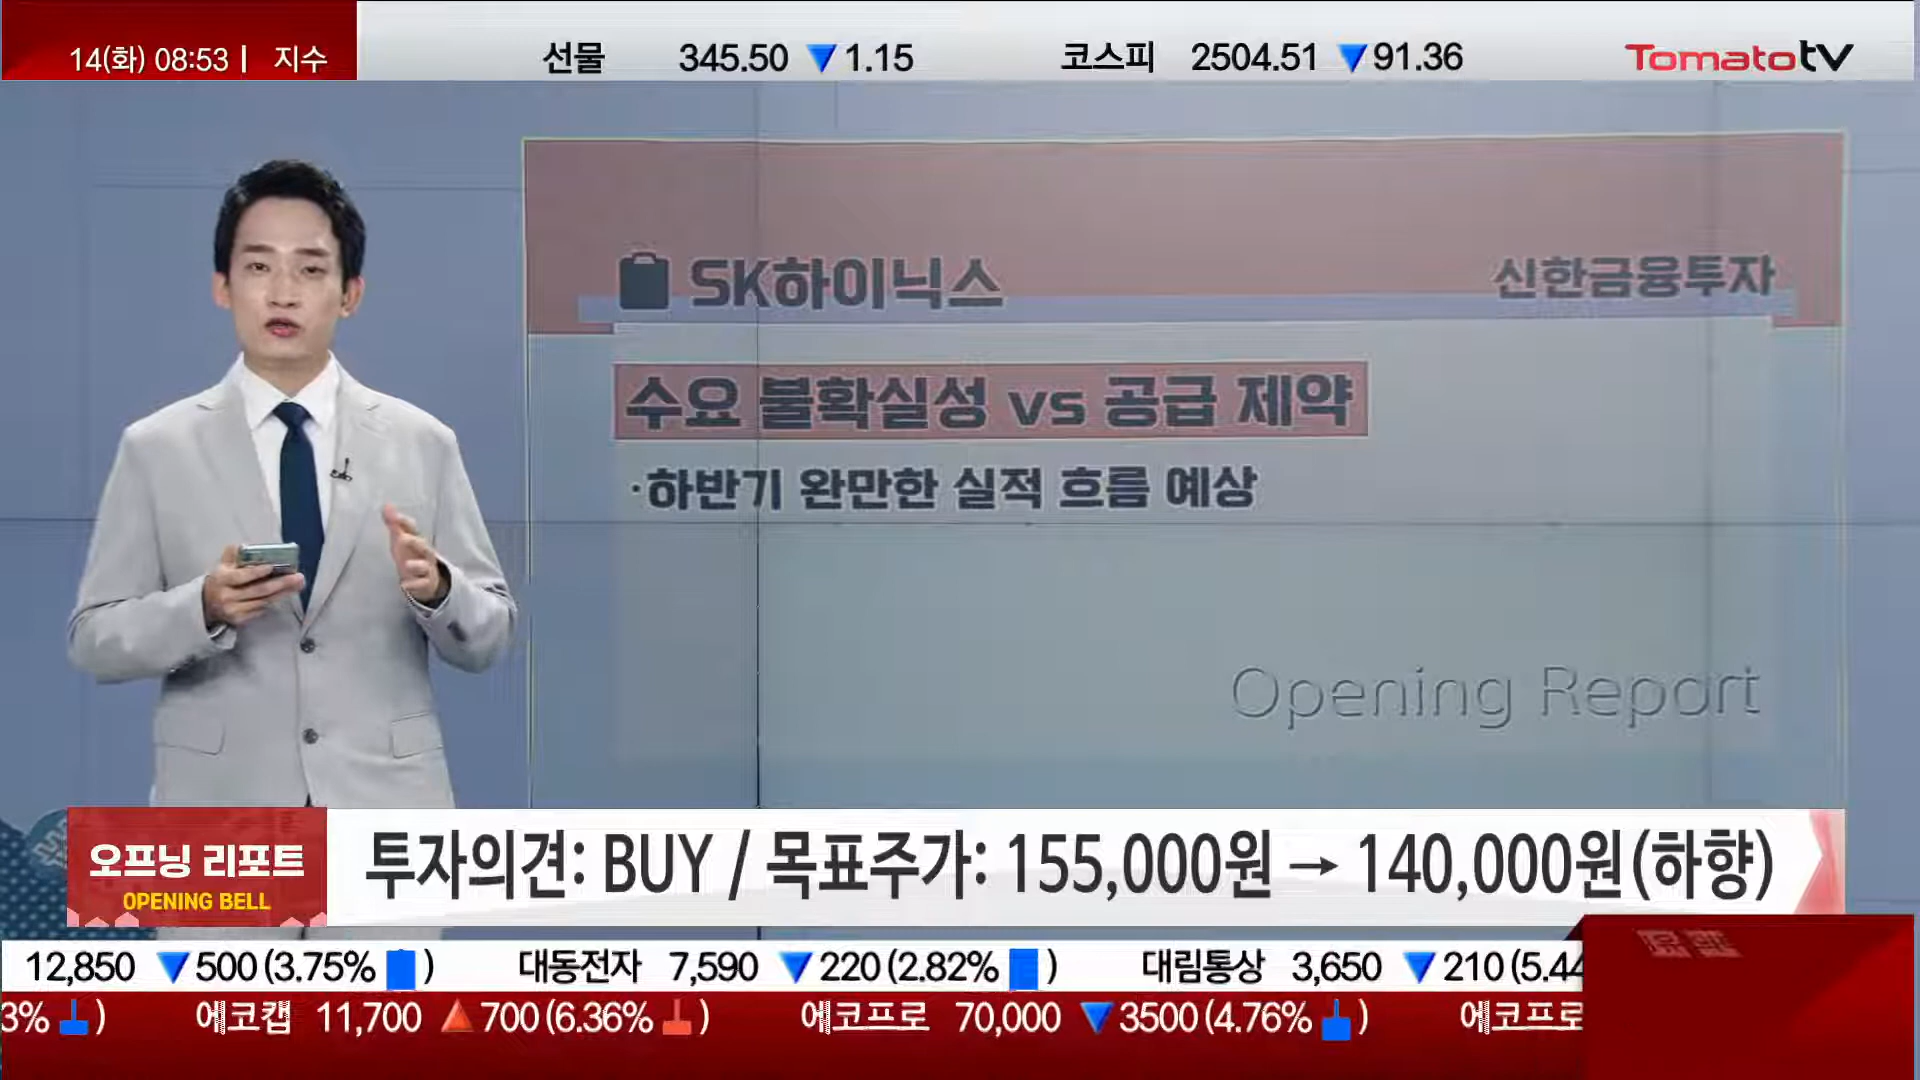 14(화) 08:53 | 지수 선물 345.50 ▼1.15 코스피 2504.51 ▼91.36 Tomatotv
SK하이닉스 신한금융투자
수요 불확실성 vs 공급 제약
·하반기 완만한 실적 흐름 예상
Opening Report
오프닝 리포트
OPENING BELL
투자의견: BUY / 목표주가: 155,000원 → 140,000원(하향)
12,850 ▼500(3.75%) 대동전자 7,590 ▼220(2.82%) 대림통상 3,650 ▼210(5.44
3%) 에코캡 11,700 ▲700(6.36%) 에코프로 70,000 ▼3500(4.76%) 에코프로